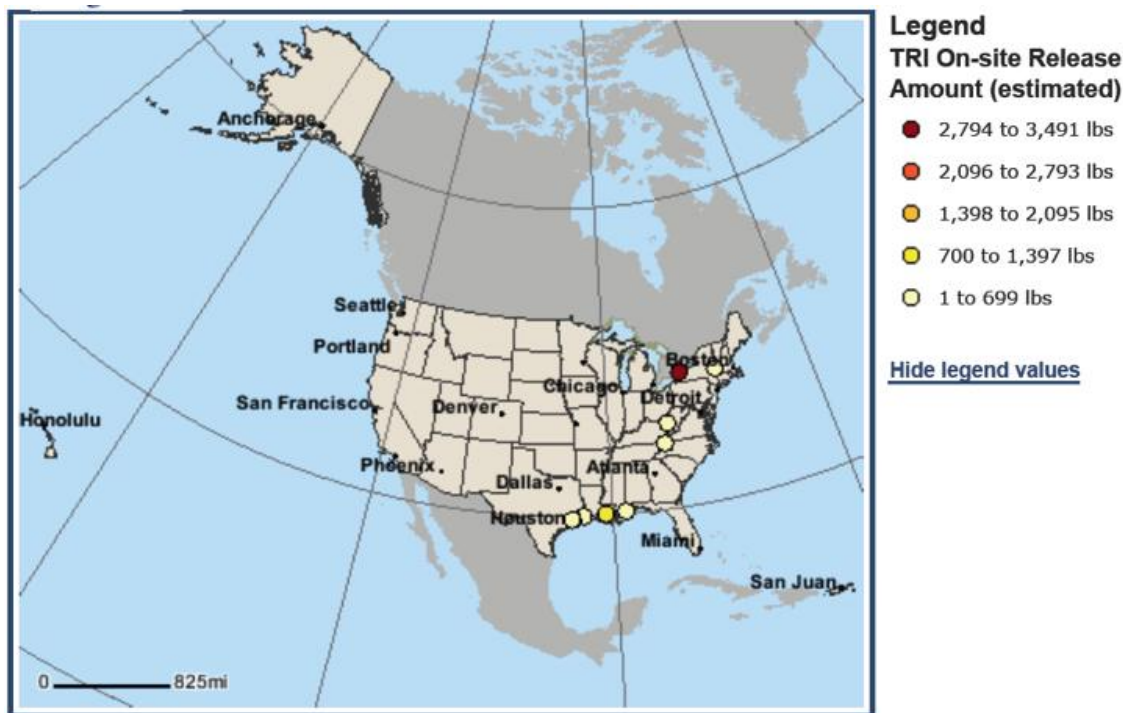 Anchorage
Seattle
Portland
San Francisco
Honolulu
Phoenix
Denver
Dallas
Houston
Chicago
Detroit
Boston
Atlanta
Miami
San Juan
0 825mi
Legend
TRI On-site Release
Amount (estimated)
2,794 to 3,491 lbs
2,096 to 2,793 lbs
1,398 to 2,095 lbs
700 to 1,397 lbs
1 to 699 lbs
Hide legend values